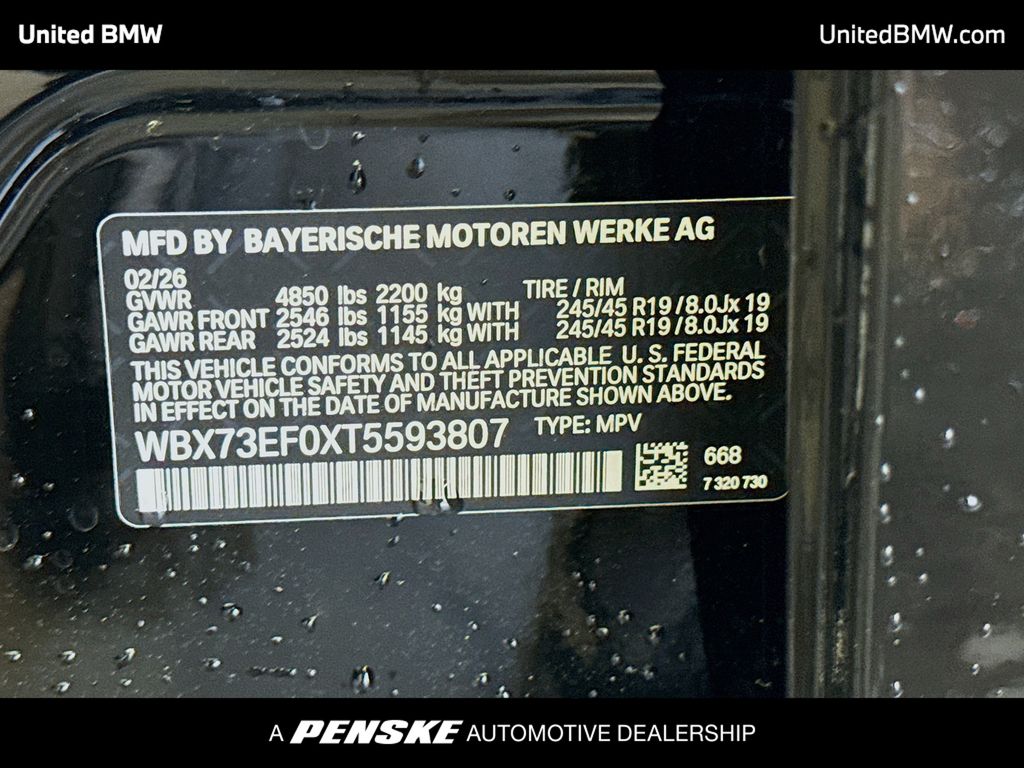 United BMW
UnitedBMW.com
MFD BY BAYERISCHE MOTOREN WERKE AG
02/26
TIRE / RIM
GVWR 4850 lbs 2200 kg
GAWR FRONT 2546 lbs 1155 kg WITH 245/45 R19 / 8.0Jx 19
GAWR REAR 2524 lbs 1145 kg WITH 245/45 R19 / 8.0Jx 19
THIS VEHICLE CONFORMS TO ALL APPLICABLE U. S. FEDERAL
MOTOR VEHICLE SAFETY AND THEFT PREVENTION STANDARDS
IN EFFECT ON THE DATE OF MANUFACTURE SHOWN ABOVE.
WBX73EF0XT5593807 TYPE: MPV
668
7 320 730
A PENSKE AUTOMOTIVE DEALERSHIP